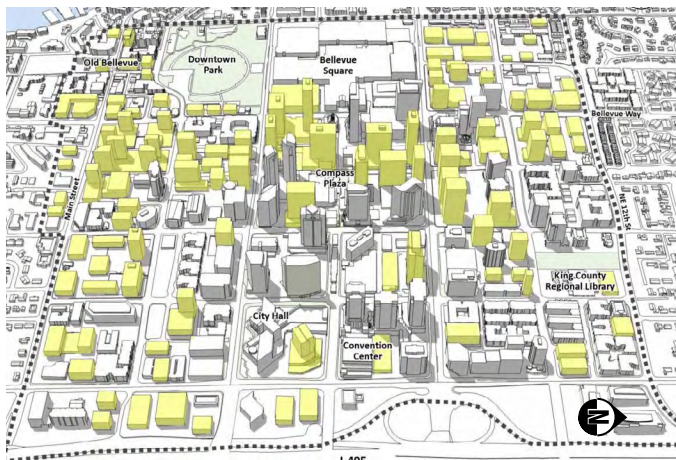 Old Bellevue
Downtown
Park
Bellevue
Square
Bellevue Way
Compass
Plaza
Main Street
NE 12th St
King County
Regional Library
City Hall
Convention
Center
N
I-405